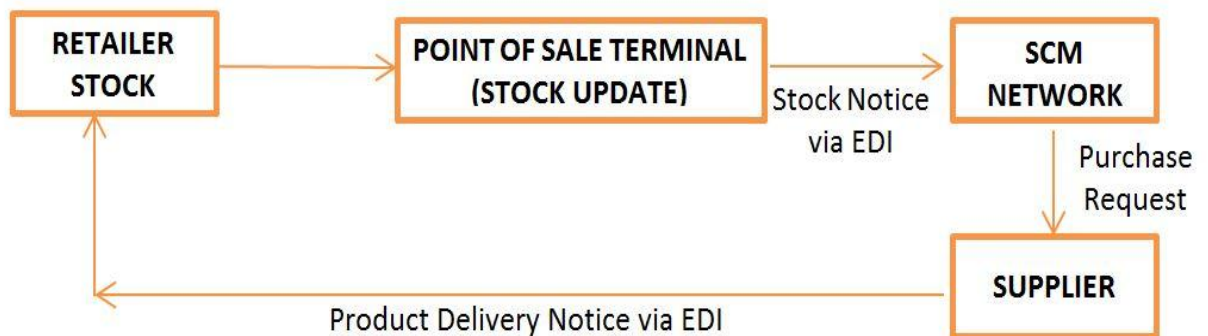 RETAILER
STOCK
POINT OF SALE TERMINAL
(STOCK UPDATE)
Stock Notice
via EDI
SCM
NETWORK
Purchase
Request
SUPPLIER
Product Delivery Notice via EDI